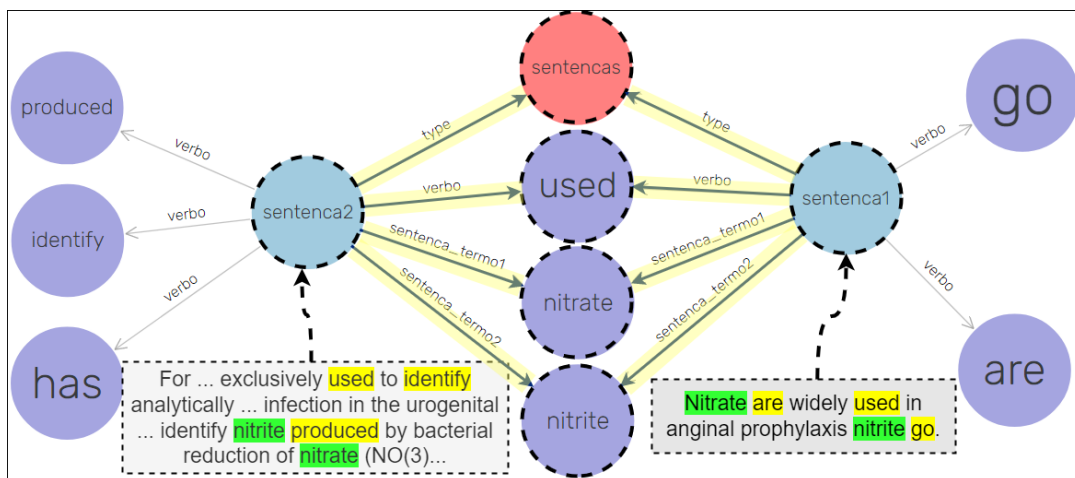 sentencas
produced
go
type
type
verbo
verbo
used
verbo
verbo
sentenca2
sentenca1
identify
verbo
sentenca_termo1
sentenca_termo1
verbo
sentenca_termo2
nitrate
sentenca_termo2
verbo
has
are
nitrite
For ... exclusively used to identify
analytically ... infection in the urogenital
... identify nitrite produced by bacterial
reduction of nitrate (NO(3)...
Nitrate are widely used in
anginal prophylaxis nitrite go.